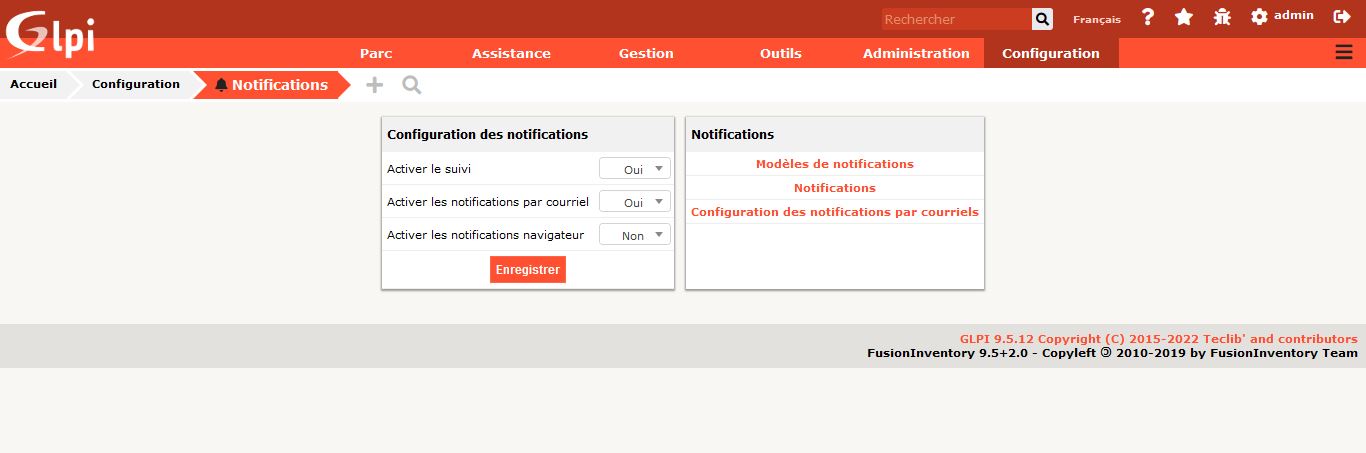 Glpi
Rechercher
Français
admin
Parc Assistance Gestion Outils Administration Configuration
Accueil Configuration Notifications
Configuration des notifications
Activer le suivi Oui
Activer les notifications par courriel Oui
Activer les notifications navigateur Non
Enregistrer
Notifications
Modèles de notifications
Notifications
Configuration des notifications par courriels
GLPI 9.5.12 Copyright (C) 2015-2022 Teclib' and contributors
FusionInventory 9.5+2.0 - Copyleft 🄯 2010-2019 by FusionInventory Team